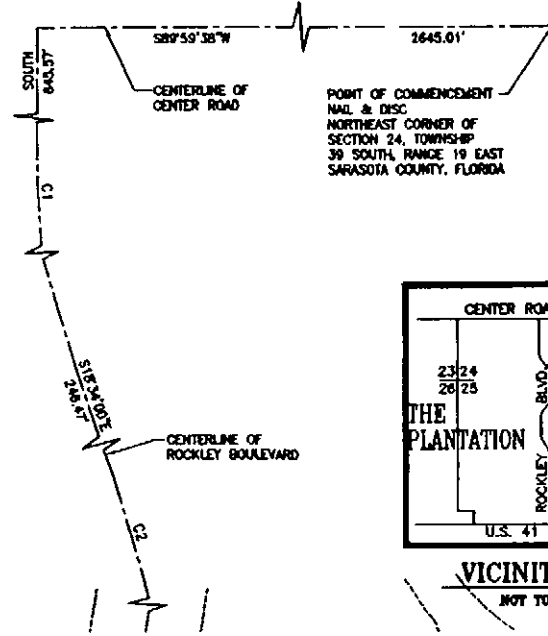 S89°59'38"W
2645.01'
SOUTH
645.57'
CENTERLINE OF
CENTER ROAD
POINT OF COMMENCEMENT
NAIL & DISC
NORTHEAST CORNER OF
SECTION 24, TOWNSHIP
39 SOUTH, RANGE 19 EAST
SARASOTA COUNTY, FLORIDA
C1
S18°34'00"E
246.47'
CENTERLINE OF
ROCKLEY BOULEVARD
C2
CENTER ROA
23 24
26 25
THE
PLANTATION
ROCKLEY BLVD
U.S. 41
VICINIT
NOT TO